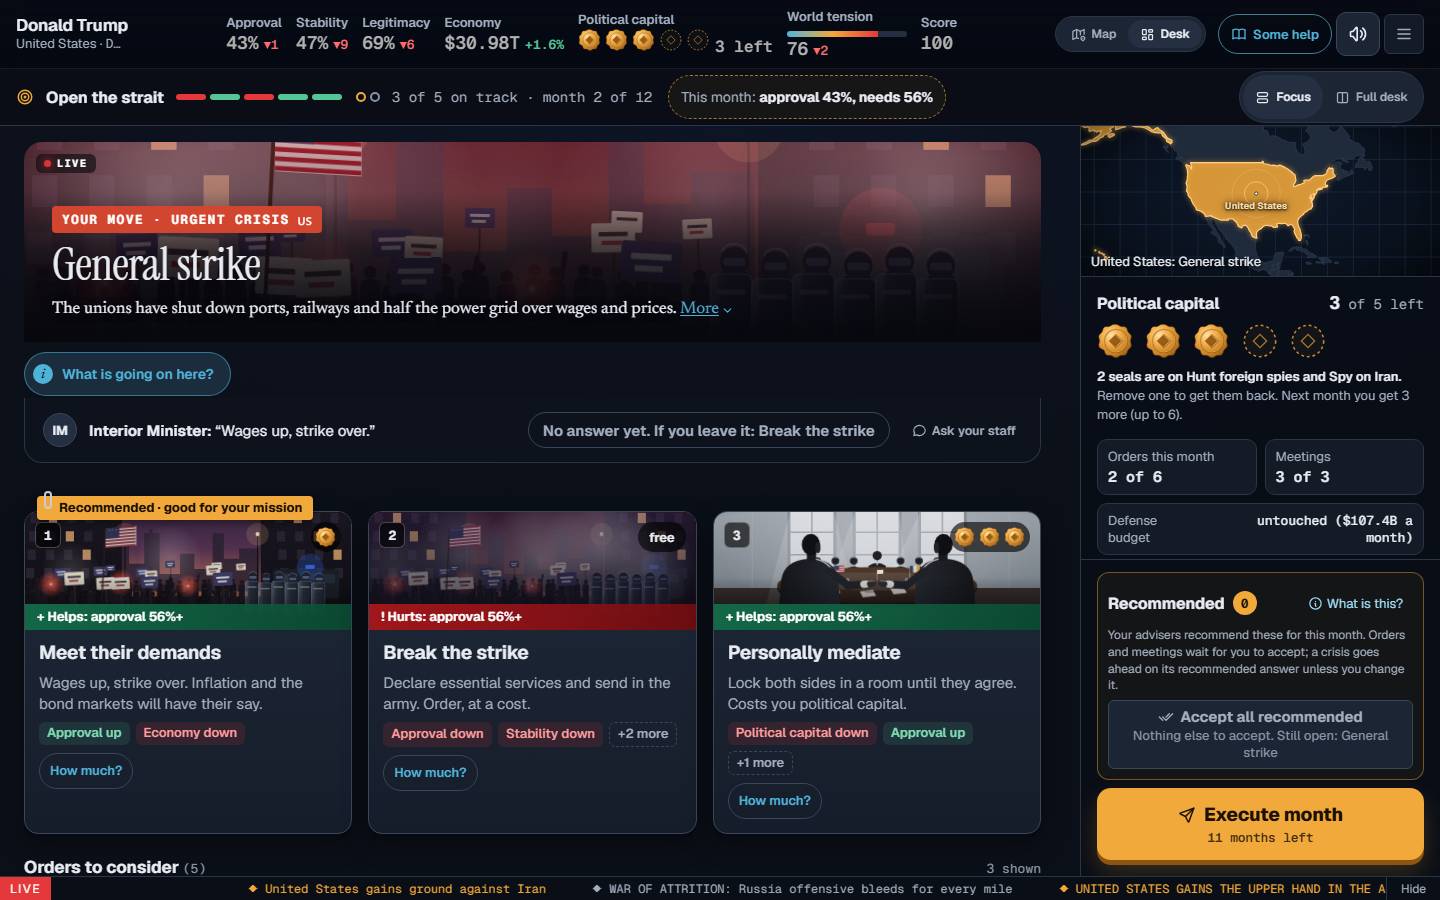 Donald Trump
United States · D...
Approval
43% ▾1
Stability
47% ▾9
Legitimacy
69% ▾6
Economy
$30.98T +1.6%
Political capital
3 left
World tension
76 ▾2
Score
100
Map
Desk
Some help
Open the strait
3 of 5 on track · month 2 of 12
This month: approval 43%, needs 56%
Focus
Full desk
LIVE
YOUR MOVE · URGENT CRISIS US
General strike
The unions have shut down ports, railways and half the power grid over wages and prices. More
What is going on here?
IM
Interior Minister: “Wages up, strike over.”
No answer yet. If you leave it: Break the strike
Ask your staff
Recommended · good for your mission
1
+ Helps: approval 56%+
Meet their demands
Wages up, strike over. Inflation and the
bond markets will have their say.
Approval up
Economy down
How much?
2
free
! Hurts: approval 56%+
Break the strike
Declare essential services and send in the
army. Order, at a cost.
Approval down
Stability down
+2 more
How much?
3
+ Helps: approval 56%+
Personally mediate
Lock both sides in a room until they agree.
Costs you political capital.
Political capital down
Approval up
+1 more
How much?
Orders to consider (5)
3 shown
United States
United States: General strike
Political capital
3 of 5 left
2 seals are on Hunt foreign spies and Spy on Iran.
Remove one to get them back. Next month you get 3
more (up to 6).
Orders this month
2 of 6
Meetings
3 of 3
Defense
budget
untouched ($107.4B a
month)
Recommended 0
What is this?
Your advisers recommend these for this month. Orders
and meetings wait for you to accept; a crisis goes
ahead on its recommended answer unless you change
it.
Accept all recommended
Nothing else to accept. Still open: General
strike
Execute month
11 months left
LIVE
◆ United States gains ground against Iran
◆ WAR OF ATTRITION: Russia offensive bleeds for every mile
◆ UNITED STATES GAINS THE UPPER HAND IN THE A
Hide